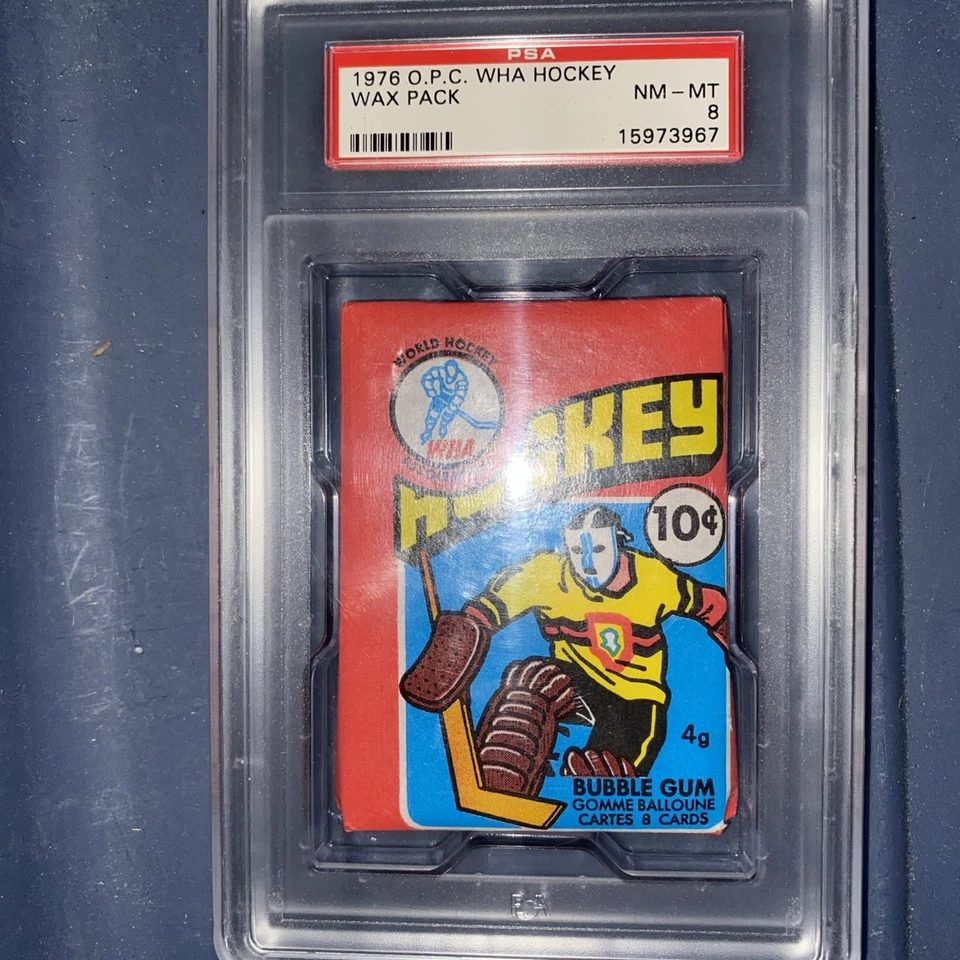 PSA
1976 O.P.C. WHA HOCKEY
WAX PACK
NM – MT
8
15973967
WORLD HOCKEY
WHA
HOCKEY
10¢
4g
BUBBLE GUM
GOMME BALLOUNE
CARTES 8 CARDS
PSA